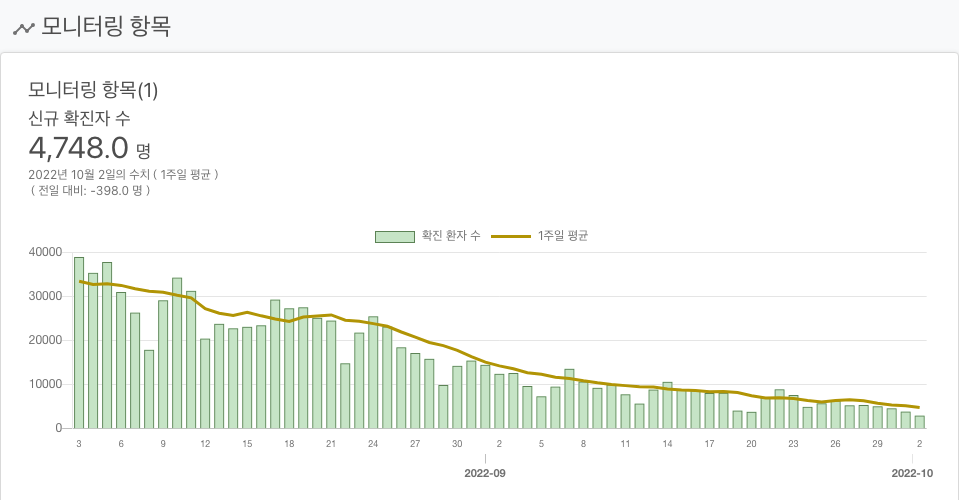 모니터링 항목
모니터링 항목(1)
신규 확진자 수
4,748.0 명
2022년 10월 2일의 수치 ( 1주일 평균 )
( 전일 대비: -398.0 명 )
확진 환자 수 1주일 평균
40000
30000
20000
10000
0
3 6 9 12 15 18 21 24 27 30 2 5 8 11 14 17 20 23 26 29 2
2022-09 2022-10